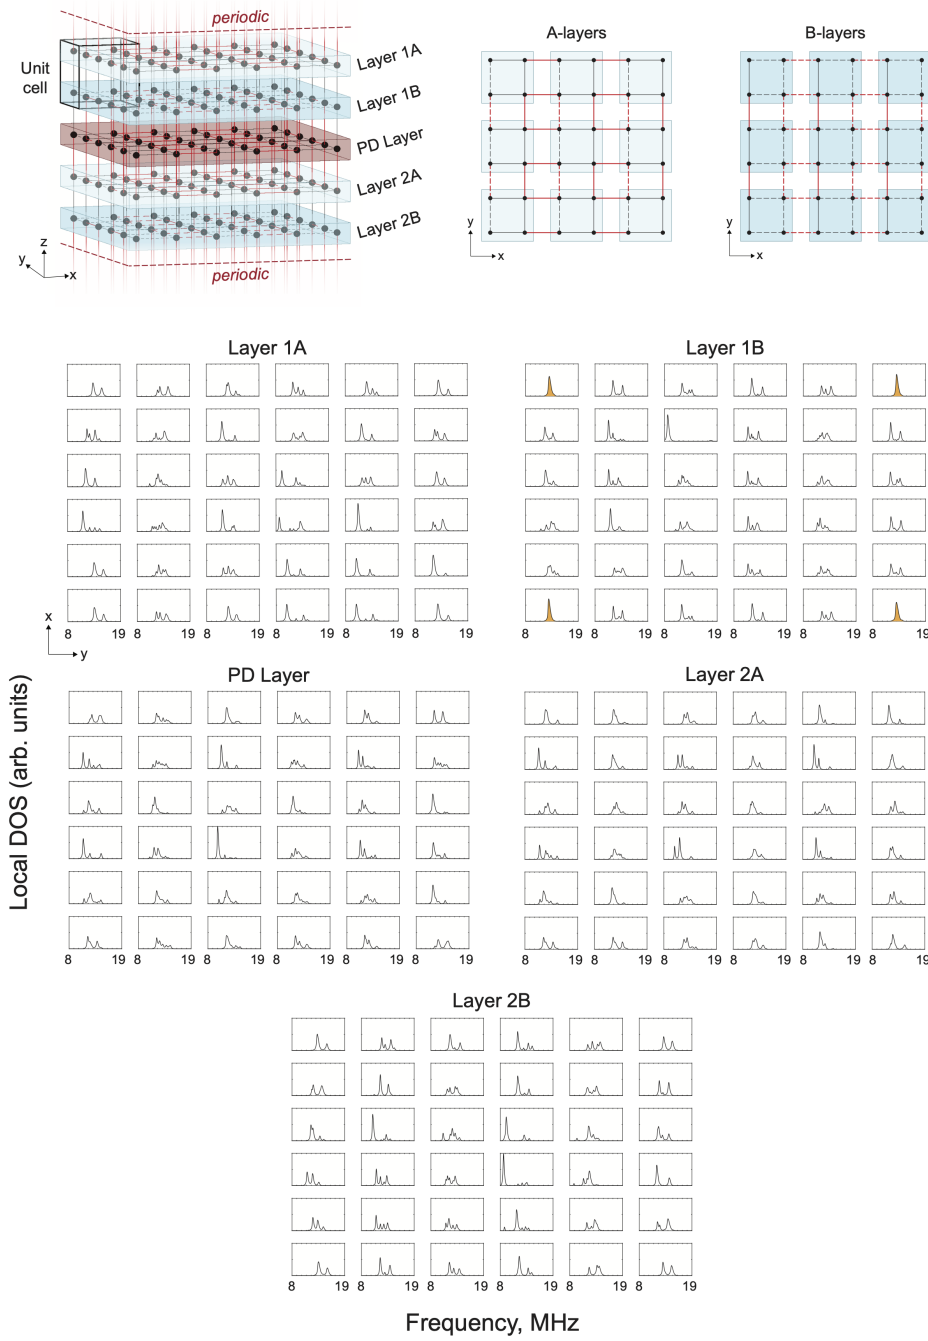 periodic
Unit
cell
Layer 1A
Layer 1B
PD Layer
Layer 2A
Layer 2B
z
y
x
periodic
A-layers
y
x
B-layers
y
x
Layer 1A
8 19 8 19 8 19 8 19 8 19 8 19
x
y
Layer 1B
8 19 8 19 8 19 8 19 8 19 8 19
Local DOS (arb. units)
PD Layer
8 19 8 19 8 19 8 19 8 19 8 19
Layer 2A
8 19 8 19 8 19 8 19 8 19 8 19
Layer 2B
8 19 8 19 8 19 8 19 8 19 8 19
Frequency, MHz